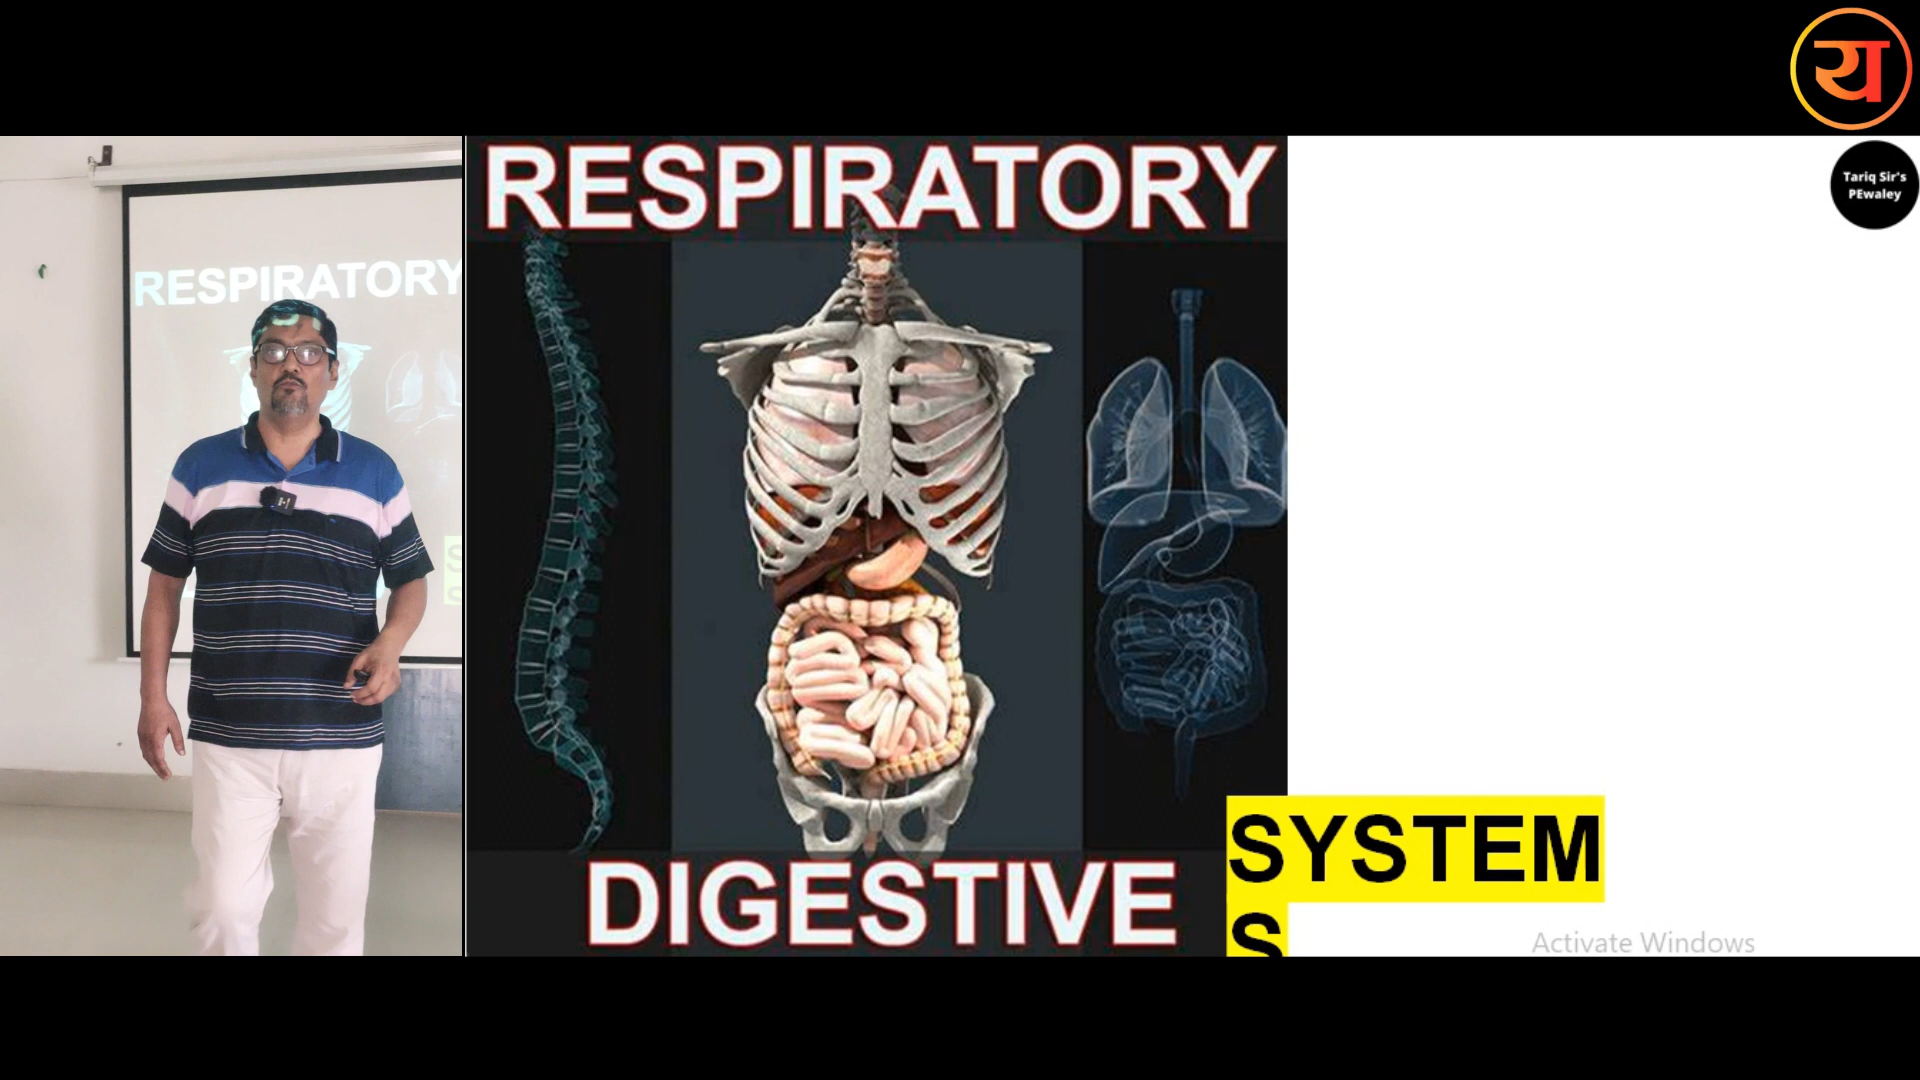 य
Tariq Sir's
PEwaley
RESPIRATORY
RESPIRATORY
DIGESTIVE
SYSTEM
S
Activate Windows